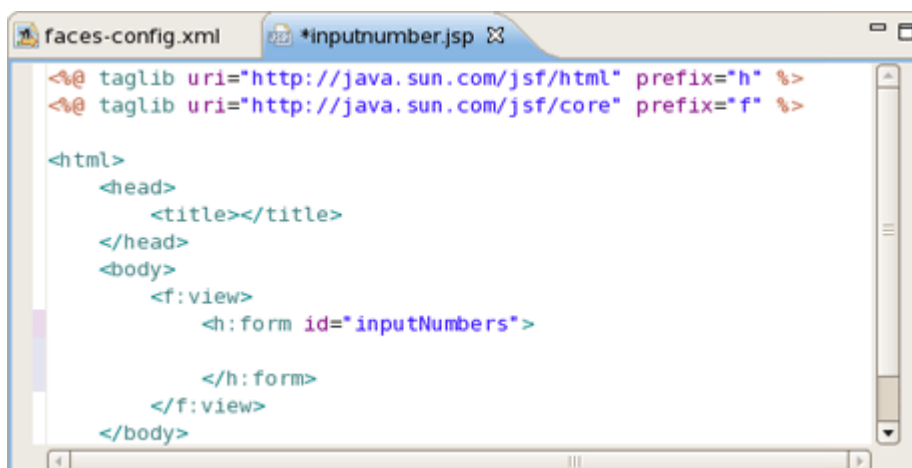 faces-config.xml
*inputnumber.jsp
<%@ taglib uri="http://java.sun.com/jsf/html" prefix="h" %>
<%@ taglib uri="http://java.sun.com/jsf/core" prefix="f" %>
<html>
<head>
<title></title>
</head>
<body>
<f:view>
<h:form id="inputNumbers">
</h:form>
</f:view>
</body>